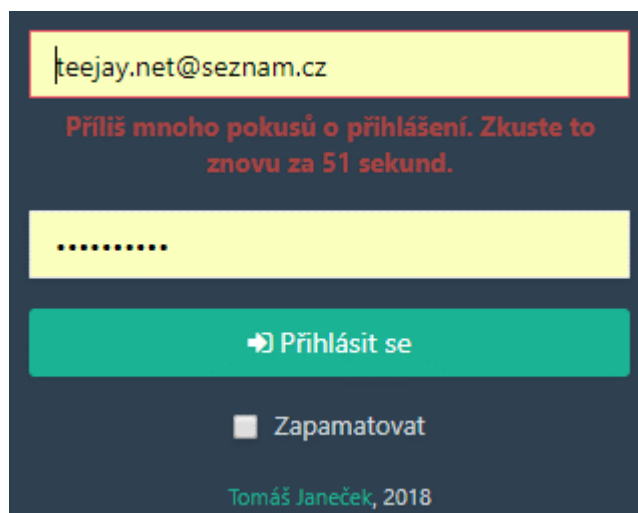 teejay.net@seznam.cz
Příliš mnoho pokusů o přihlášení. Zkuste to
znovu za 51 sekund.
••••••••••
Přihlásit se
Zapamatovat
Tomáš Janeček, 2018